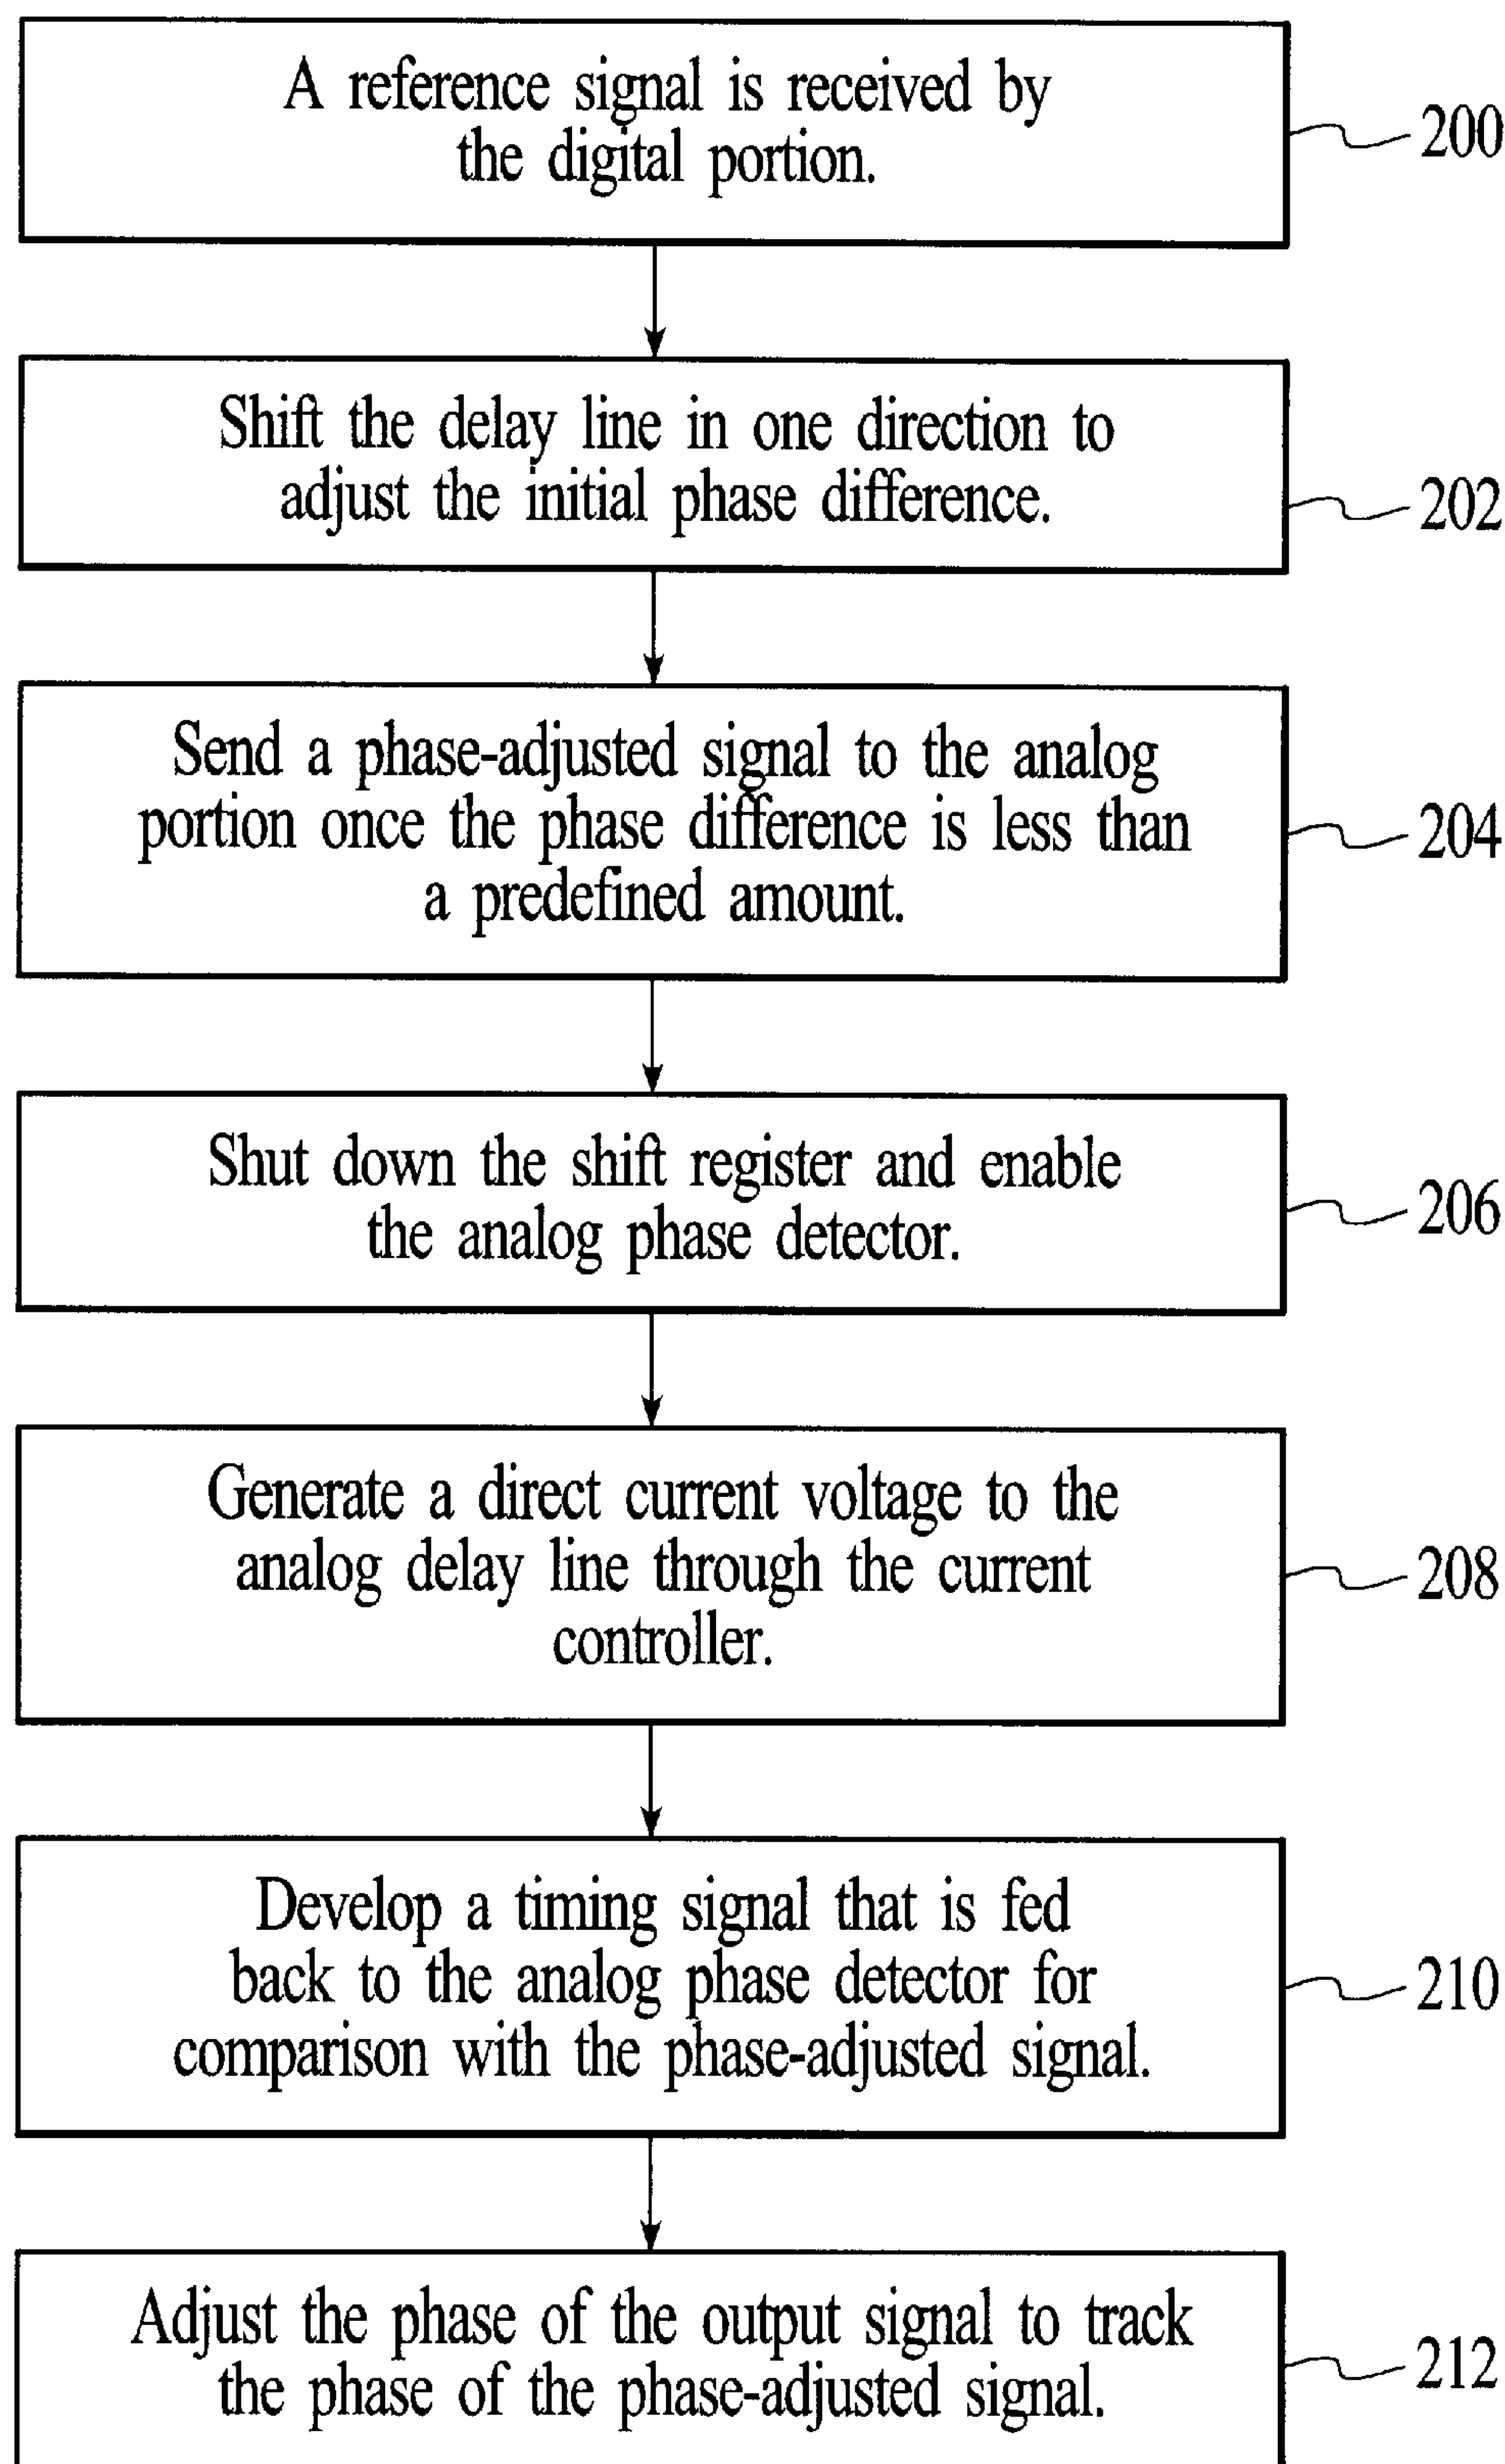 A reference signal is received by
the digital portion.
200
Shift the delay line in one direction to
adjust the initial phase difference.
202
Send a phase-adjusted signal to the analog
portion once the phase difference is less than
a predefined amount.
204
Shut down the shift register and enable
the analog phase detector.
206
Generate a direct current voltage to the
analog delay line through the current
controller.
208
Develop a timing signal that is fed
back to the analog phase detector for
comparison with the phase-adjusted signal.
210
Adjust the phase of the output signal to track
the phase of the phase-adjusted signal.
212